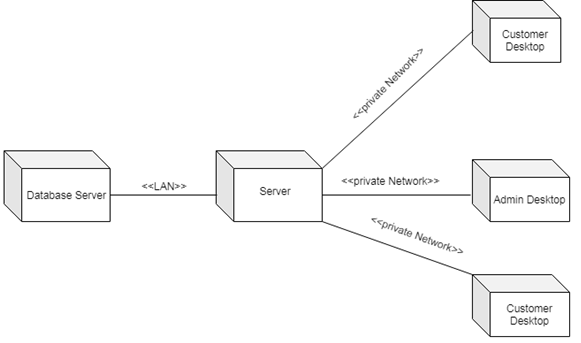 Customer
Desktop
<<private Network>>
Database Server
<<LAN>>
Server
<<private Network>>
Admin Desktop
<<private Network>>
Customer
Desktop